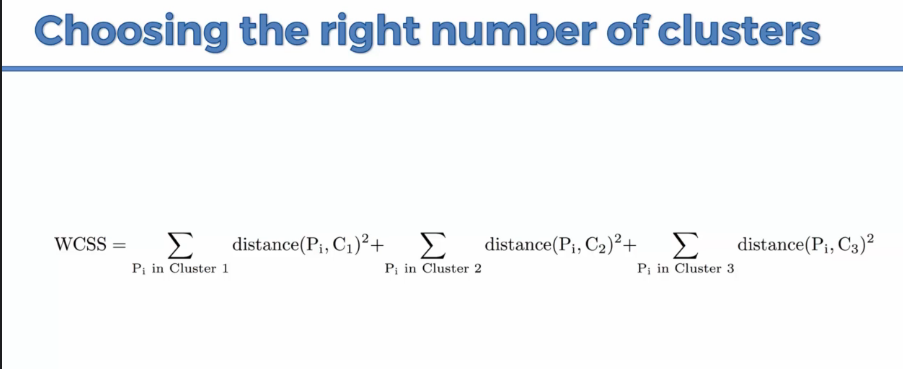 Choosing the right number of clusters
WCSS = ∑ distance(Pᵢ, C₁)² + ∑ distance(Pᵢ, C₂)² + ∑ distance(Pᵢ, C₃)²
Pᵢ in Cluster 1 Pᵢ in Cluster 2 Pᵢ in Cluster 3